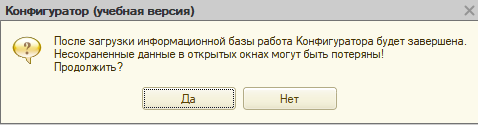 Конфигуратор (учебная версия)
После загрузки информационной базы работа Конфигуратора будет завершена.
Несохраненные данные в открытых окнах могут быть потеряны!
Продолжить?
Да
Нет